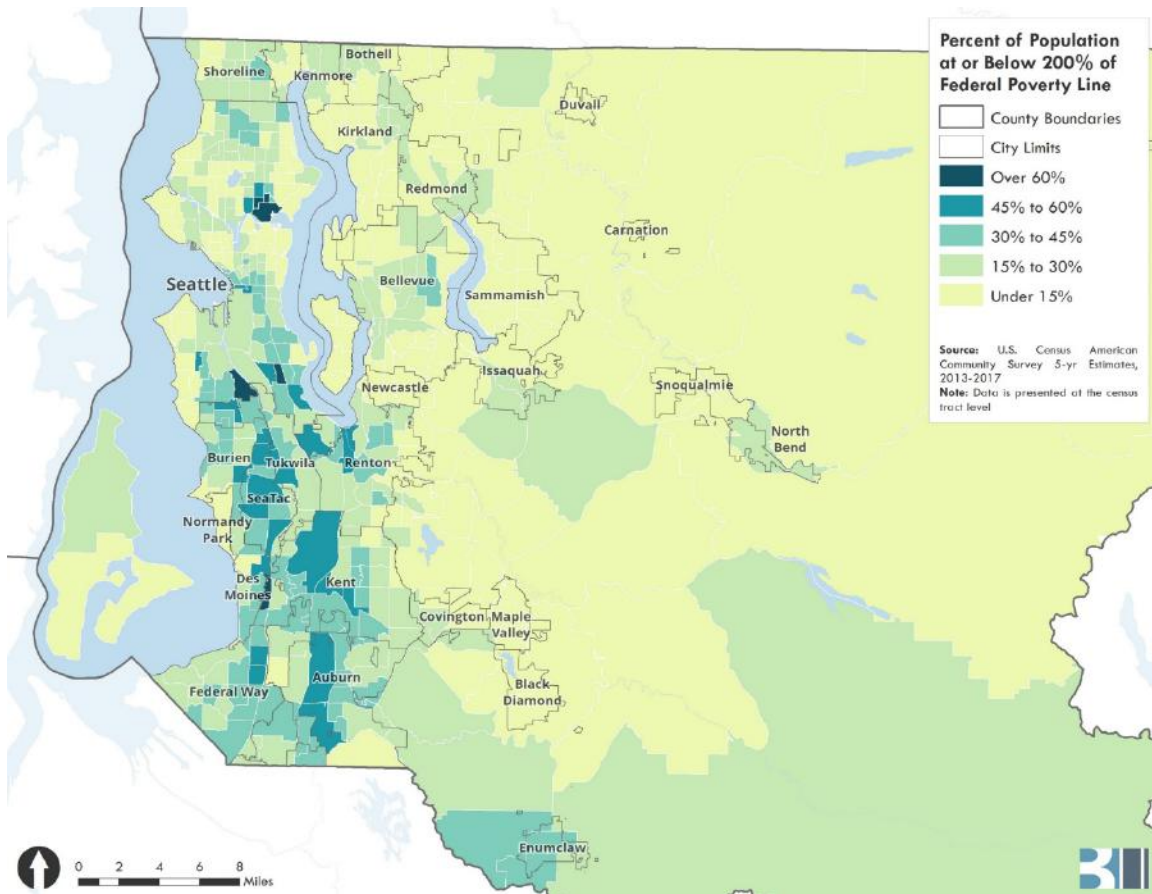 Percent of Population
at or Below 200% of
Federal Poverty Line
County Boundaries
City Limits
Over 60%
45% to 60%
30% to 45%
15% to 30%
Under 15%
Source: U.S. Census American
Community Survey 5-yr Estimates,
2013-2017
Note: Data is presented at the census
tract level
Bothell
Shoreline
Kenmore
Duvall
Kirkland
Redmond
Carnation
Seattle
Bellevue
Sammamish
Issaquah
Newcastle
Snoqualmie
North
Bend
Burien
Tukwila
Renton
SeaTac
Normandy
Park
Des
Moines
Kent
Covington
Maple
Valley
Federal Way
Auburn
Black
Diamond
Enumclaw
0 2 4 6 8
Miles